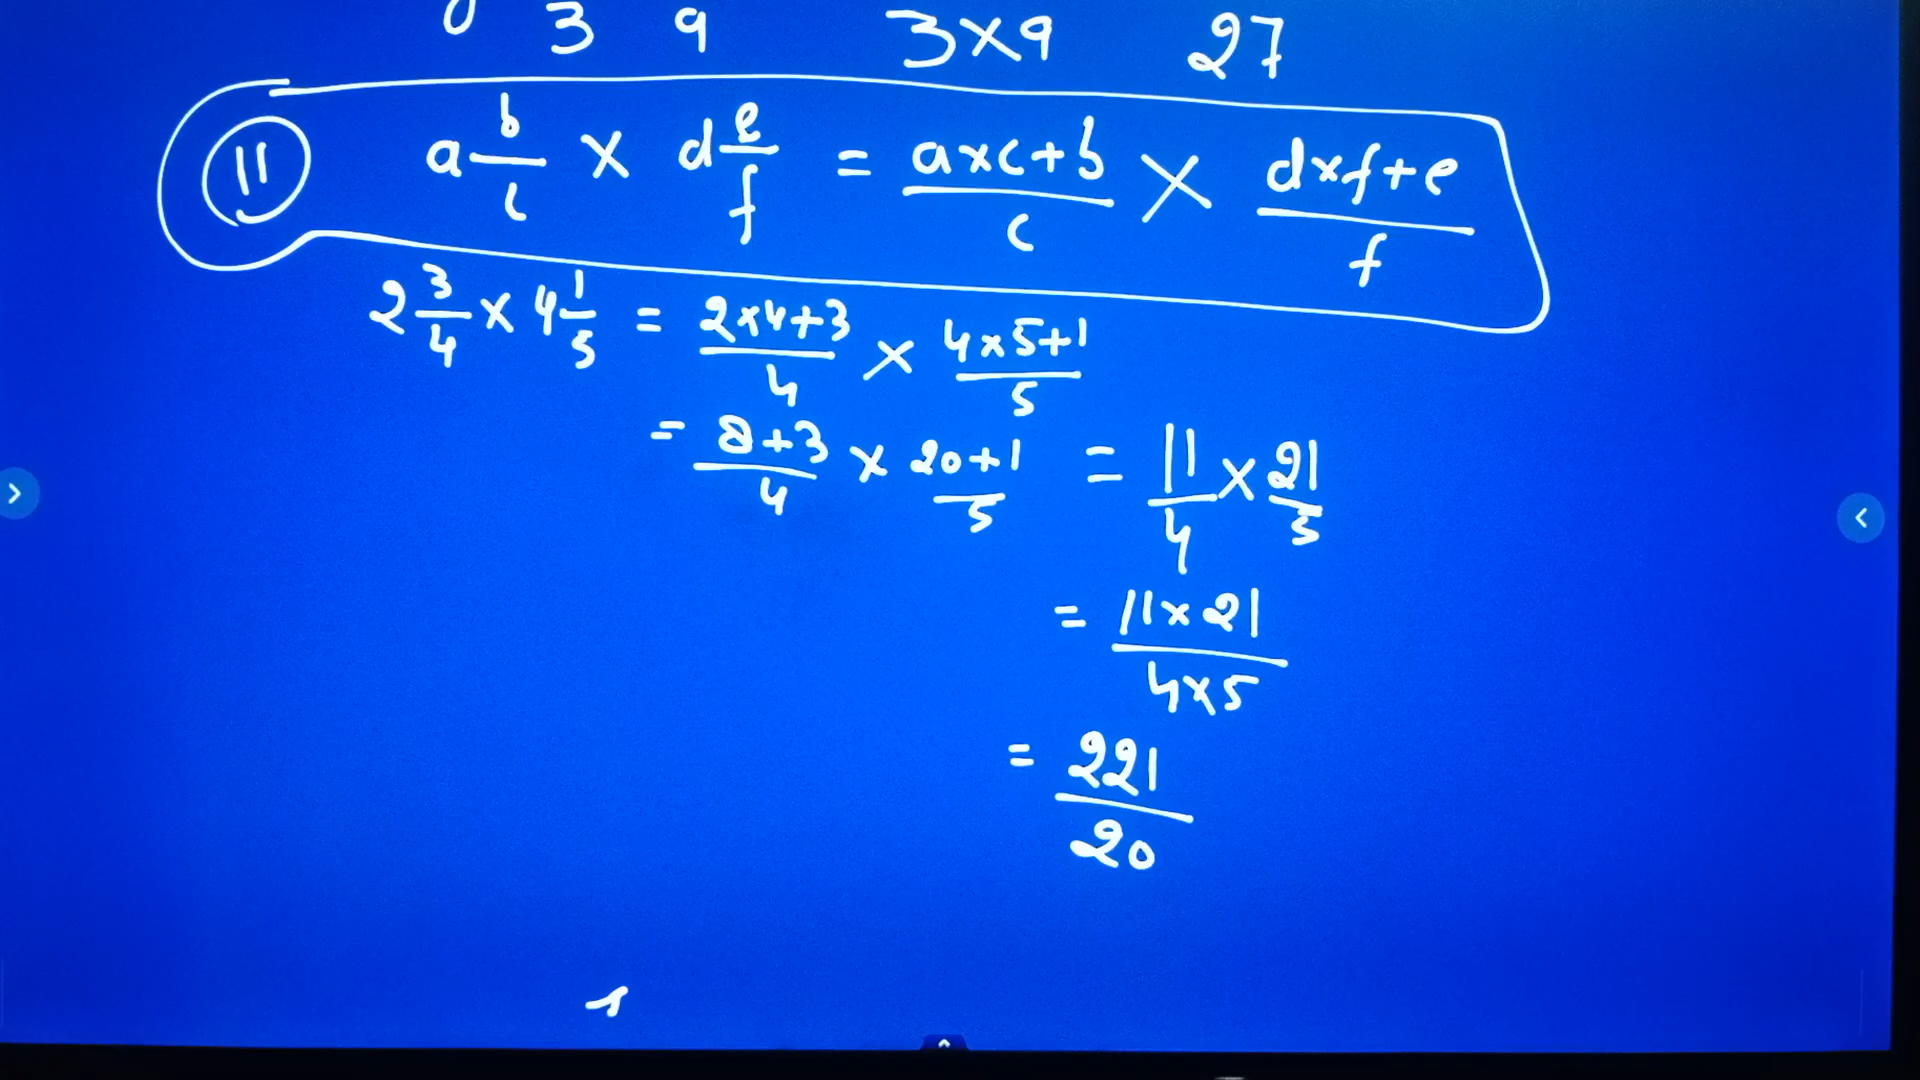 3 9 3×9 27
11 a b/c × d e/f = a×c+b/c × d×f+e/f
2 3/4 × 4 1/5 = 2×4+3/4 × 4×5+1/5
= 8+3/4 × 20+1/5 = 11/4 × 21/5
= 11×21/4×5
= 221/20